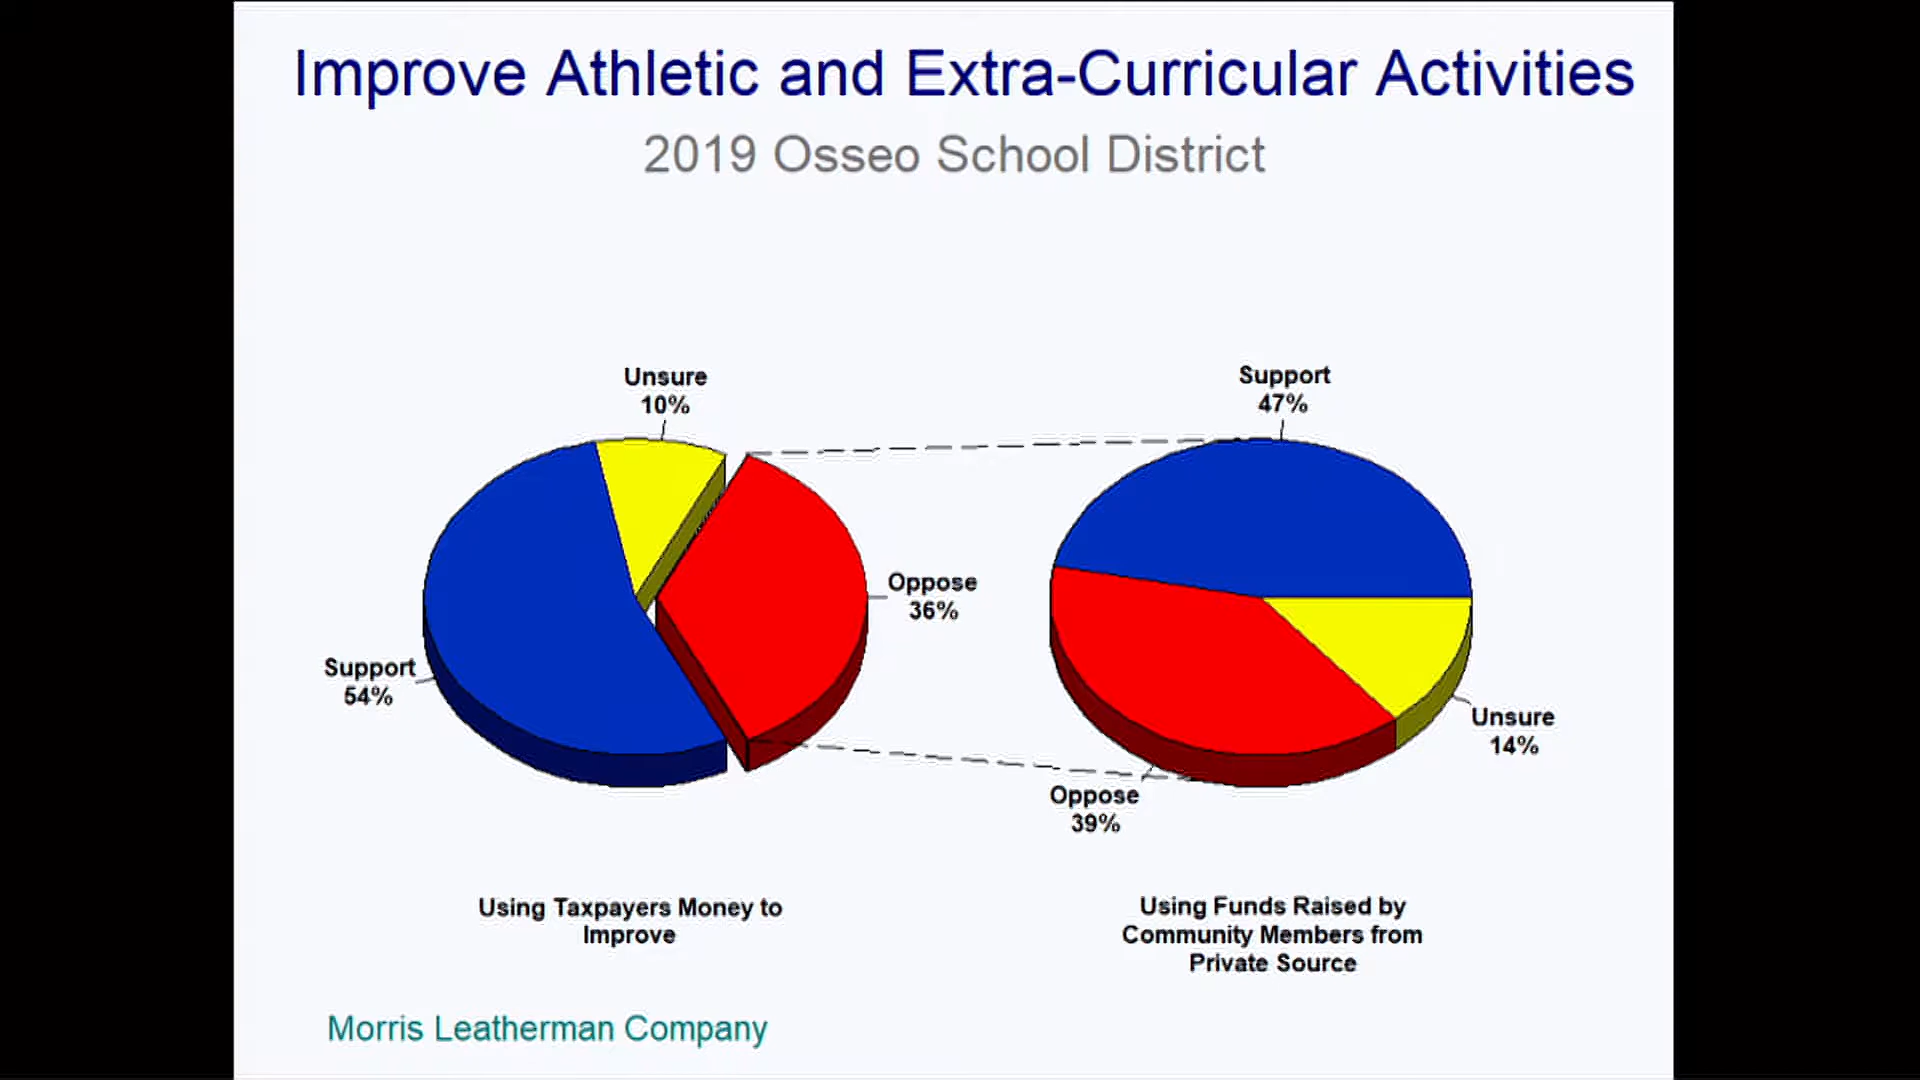 Improve Athletic and Extra-Curricular Activities
2019 Osseo School District
Unsure
10%
Oppose
36%
Support
54%
Using Taxpayers Money to
Improve
Support
47%
Unsure
14%
Oppose
39%
Using Funds Raised by
Community Members from
Private Source
Morris Leatherman Company